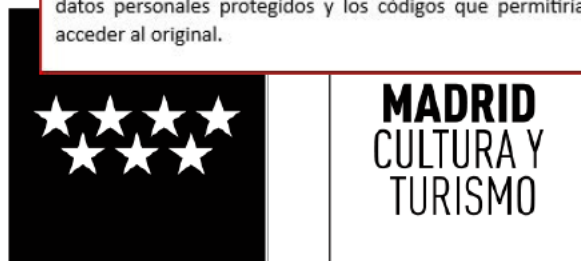 datos personales protegidos y los códigos que permitiría
acceder al original.
MADRID
CULTURA Y
TURISMO